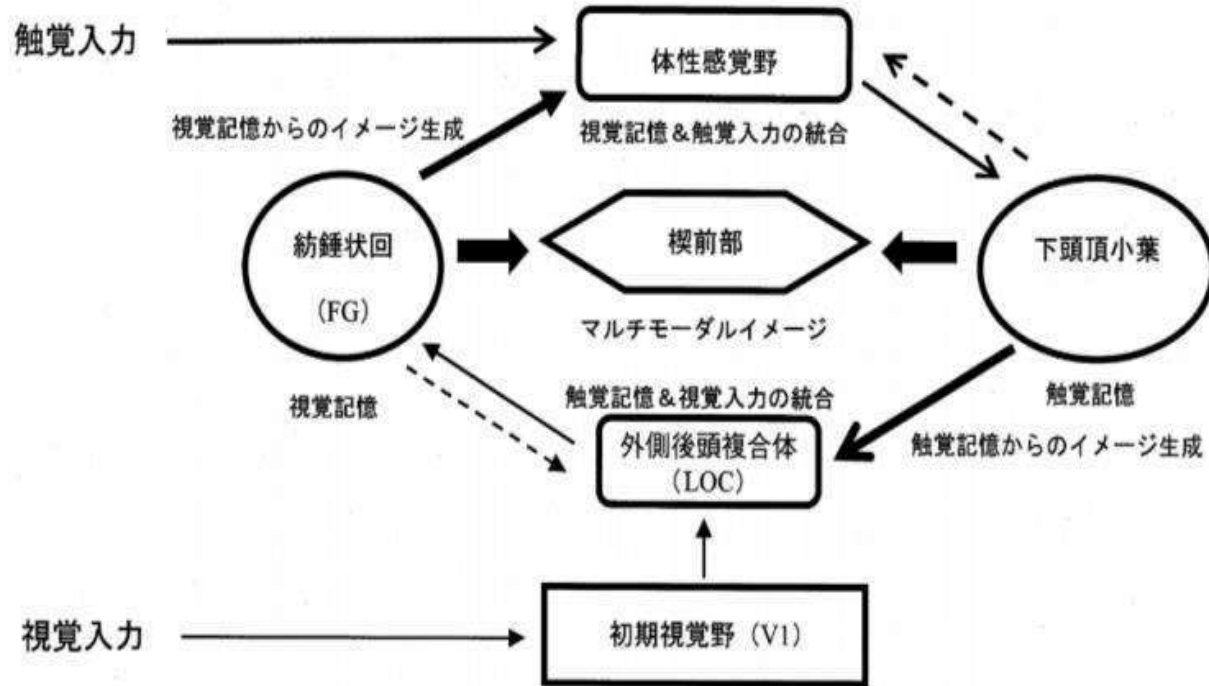 触覚入力
体性感覚野
視覚記憶からのイメージ生成
視覚記憶＆触覚入力の統合
紡錘状回
(FG)
楔前部
下頭頂小葉
マルチモーダルイメージ
視覚記憶
触覚記憶＆視覚入力の統合
触覚記憶
外側後頭複合体
(LOC)
触覚記憶からのイメージ生成
視覚入力
初期視覚野（V1）